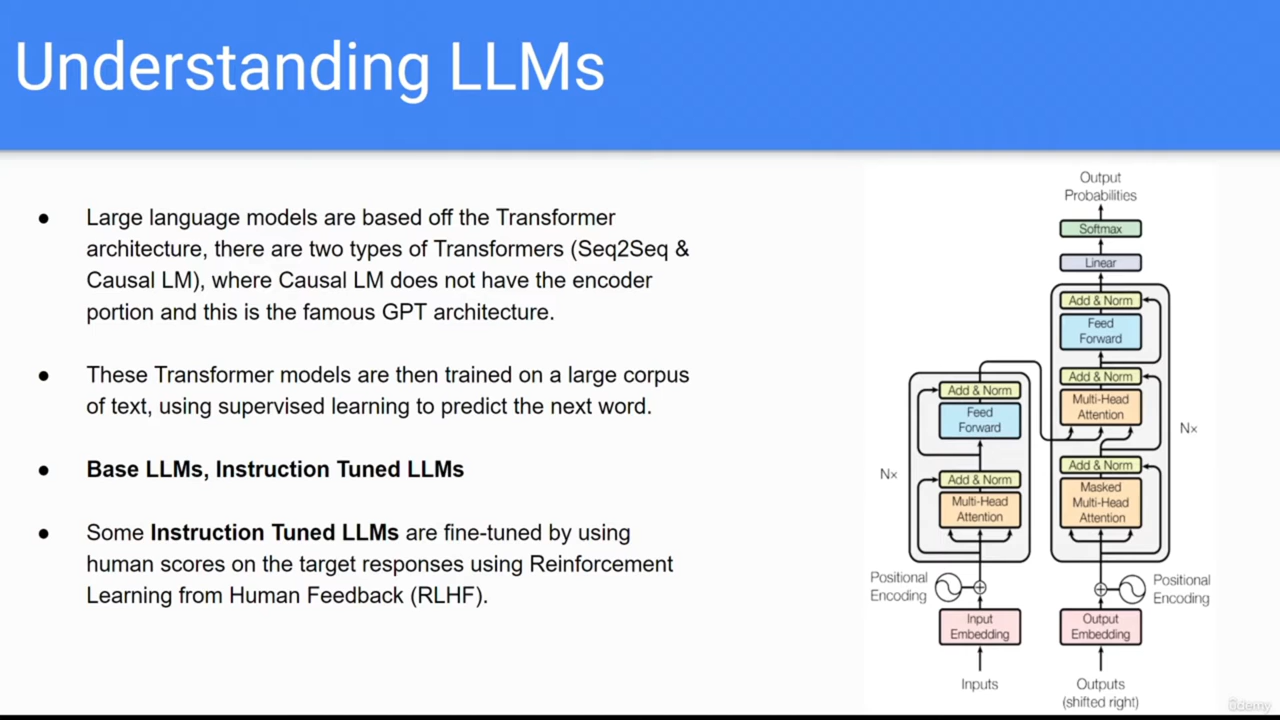 Understanding LLMs
● Large language models are based off the Transformer
architecture, there are two types of Transformers (Seq2Seq &
Causal LM), where Causal LM does not have the encoder
portion and this is the famous GPT architecture.
● These Transformer models are then trained on a large corpus
of text, using supervised learning to predict the next word.
● Base LLMs, Instruction Tuned LLMs
● Some Instruction Tuned LLMs are fine-tuned by using
human scores on the target responses using Reinforcement
Learning from Human Feedback (RLHF).
Output
Probabilities
Softmax
Linear
Add & Norm
Feed
Forward
Add & Norm
Multi-Head
Attention
Nx
Add & Norm
Masked
Multi-Head
Attention
Positional
Encoding
Output
Embedding
Outputs
(shifted right)
Add & Norm
Feed
Forward
Nx
Add & Norm
Multi-Head
Attention
Positional
Encoding
Input
Embedding
Inputs
ûdemy